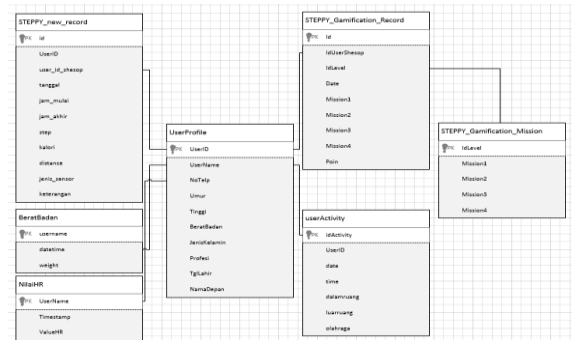 STEPPY_new_record
PK id
UserID
user_id_shesop
tanggal
jam_mulai
jam_akhir
step
kalori
distance
jenis_sensor
keterangan
BeratBadan
PK username
datetime
weight
NilaiHR
PK UserName
Timestamp
ValueHR
UserProfile
PK UserID
UserName
NoTelp
Umur
Tinggi
BeratBadan
JenisKelamin
Profesi
TglLahir
NamaDepan
STEPPY_Gamification_Record
PK Id
IdUserShesop
IdLevel
Date
Mission1
Mission2
Mission3
Mission4
Poin
userActivity
PK idActivity
UserID
date
time
dalamruang
luarruang
olahraga
STEPPY_Gamification_Mission
PK IdLevel
Mission1
Mission2
Mission3
Mission4